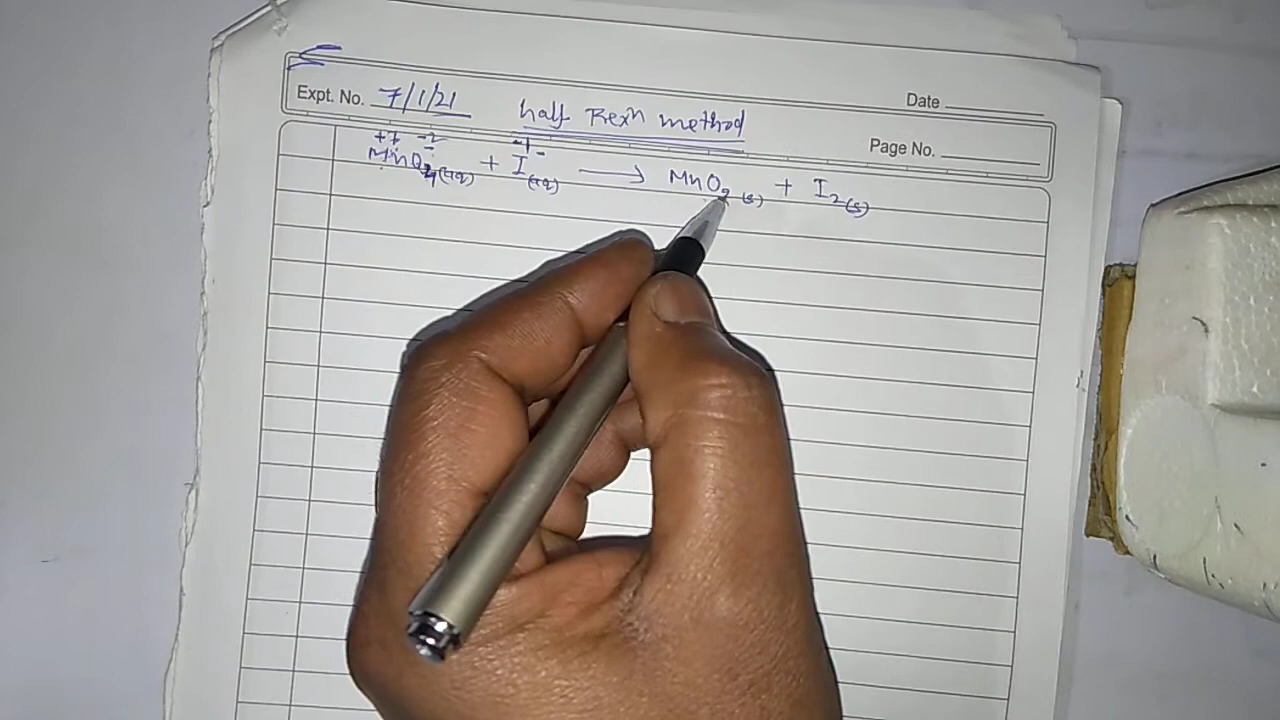 Expt. No. 7/1/21
Date
half Rexn method
Page No.
+7 -2 -1
MnO4⁻(aq) + I⁻(aq) → MnO2(s) + I2(s)